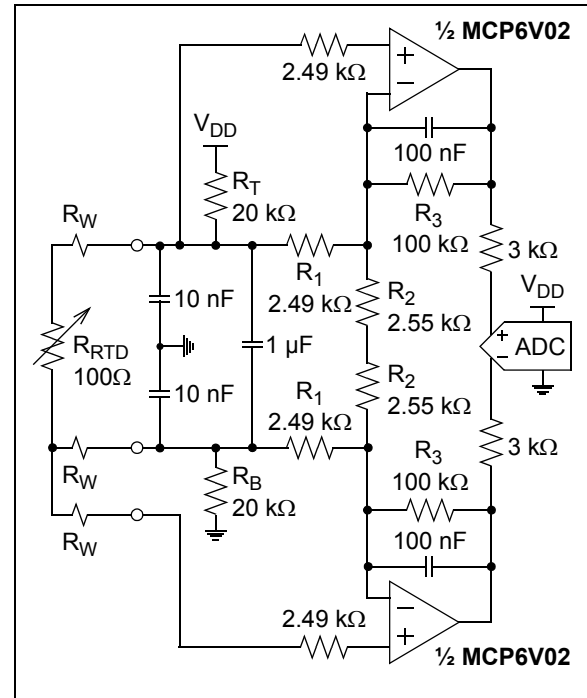 ½ MCP6V02
2.49 kΩ
+
−
V_DD
100 nF
R_T
20 kΩ
R_W
R_3
100 kΩ
3 kΩ
R_1
2.49 kΩ
10 nF
R_2
2.55 kΩ
V_DD
R_RTD
100Ω
1 µF
+
−
ADC
10 nF
R_2
2.55 kΩ
R_1
2.49 kΩ
3 kΩ
R_W
R_B
20 kΩ
R_3
100 kΩ
R_W
100 nF
2.49 kΩ
−
+
½ MCP6V02